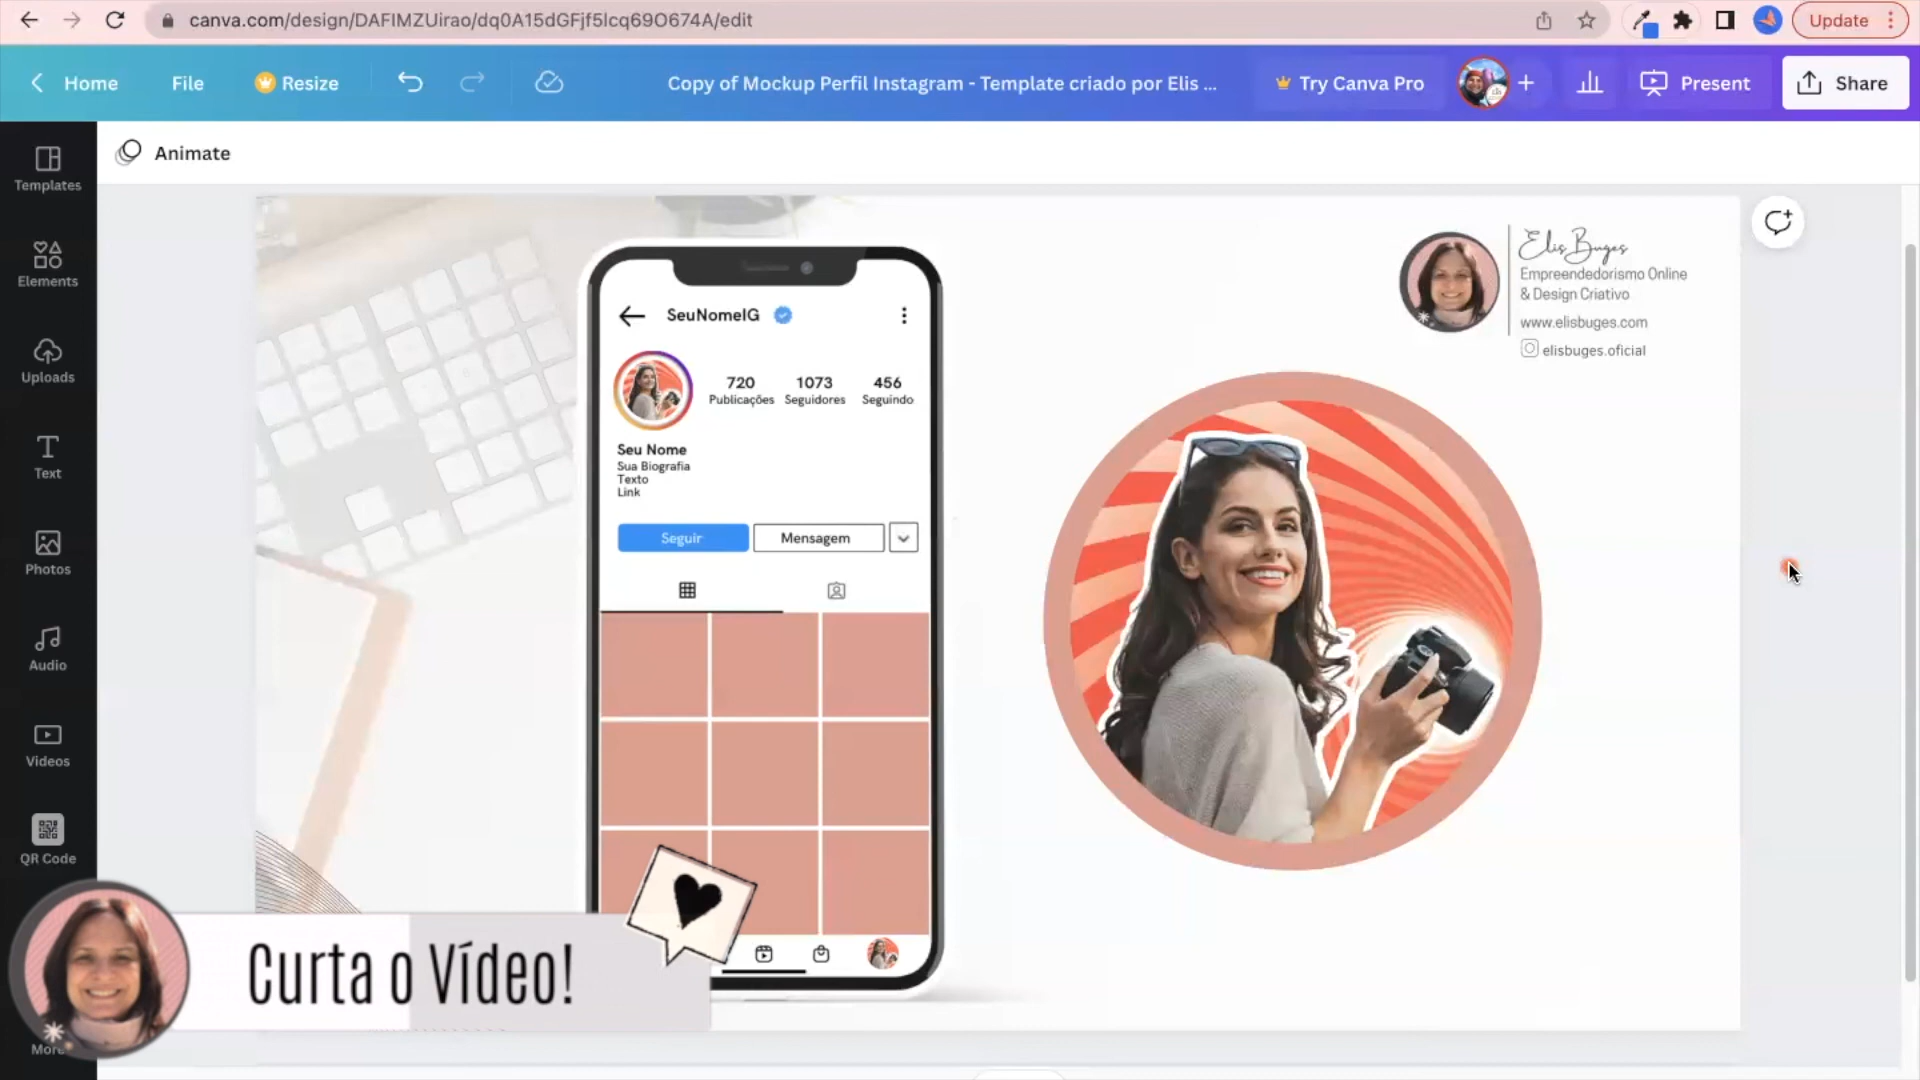 canva.com/design/DAFIMZUirao/dq0A15dGFjf5lcq69O674A/edit
Update
Home
File
Resize
Copy of Mockup Perfil Instagram - Template criado por Elis ...
Try Canva Pro
Present
Share
Templates
Elements
Uploads
Text
Photos
Audio
Videos
QR Code
More
Animate
SeuNomeIG
720
1073
456
Publicações
Seguidores
Seguindo
Seu Nome
Sua Biografia
Texto
Link
Seguir
Mensagem
Elis Buges
Empreendedorismo Online
& Design Criativo
www.elisbuges.com
elisbuges.oficial
Curta o Vídeo!